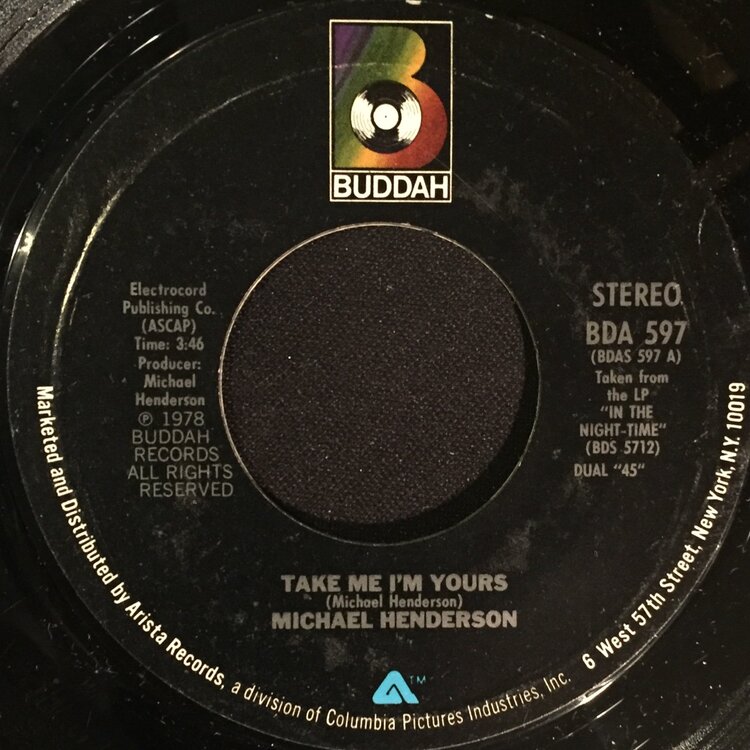 BUDDAH
Electrocord
Publishing Co.
(ASCAP)
Time: 3:46
Producer:
Michael
Henderson
℗ 1978
BUDDAH
RECORDS
ALL RIGHTS
RESERVED
STEREO
BDA 597
(BDAS 597 A)
Taken from
the LP
"IN THE
NIGHT-TIME"
(BDS 5712)
DUAL "45"
TAKE ME I'M YOURS
(Michael Henderson)
MICHAEL HENDERSON
TM
Marketed and Distributed by Arista Records, a division of Columbia Pictures Industries, Inc. 6 West 57th Street, New York, N.Y. 10019